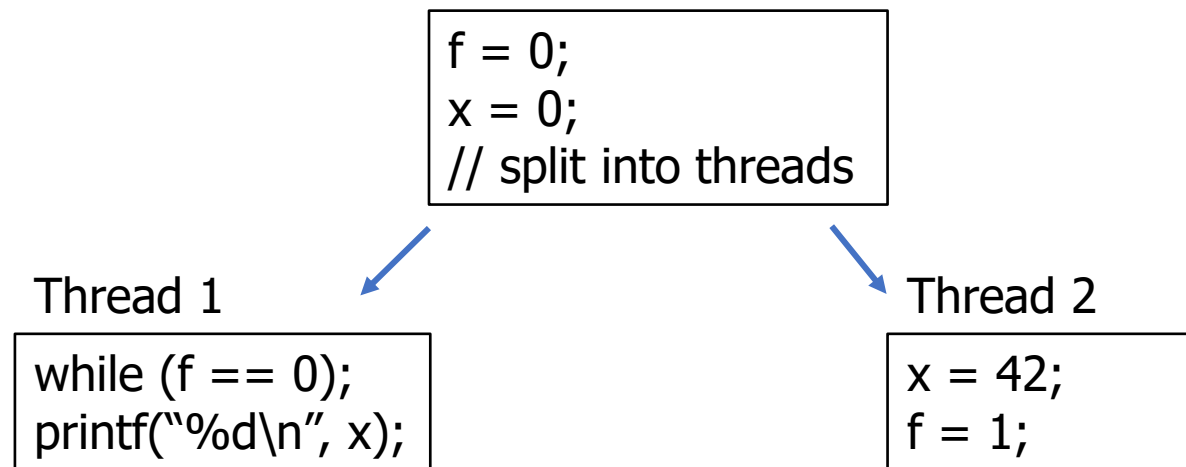 f = 0;
x = 0;
// split into threads
Thread 1
while (f == 0);
printf(“%d\n”, x);
Thread 2
x = 42;
f = 1;